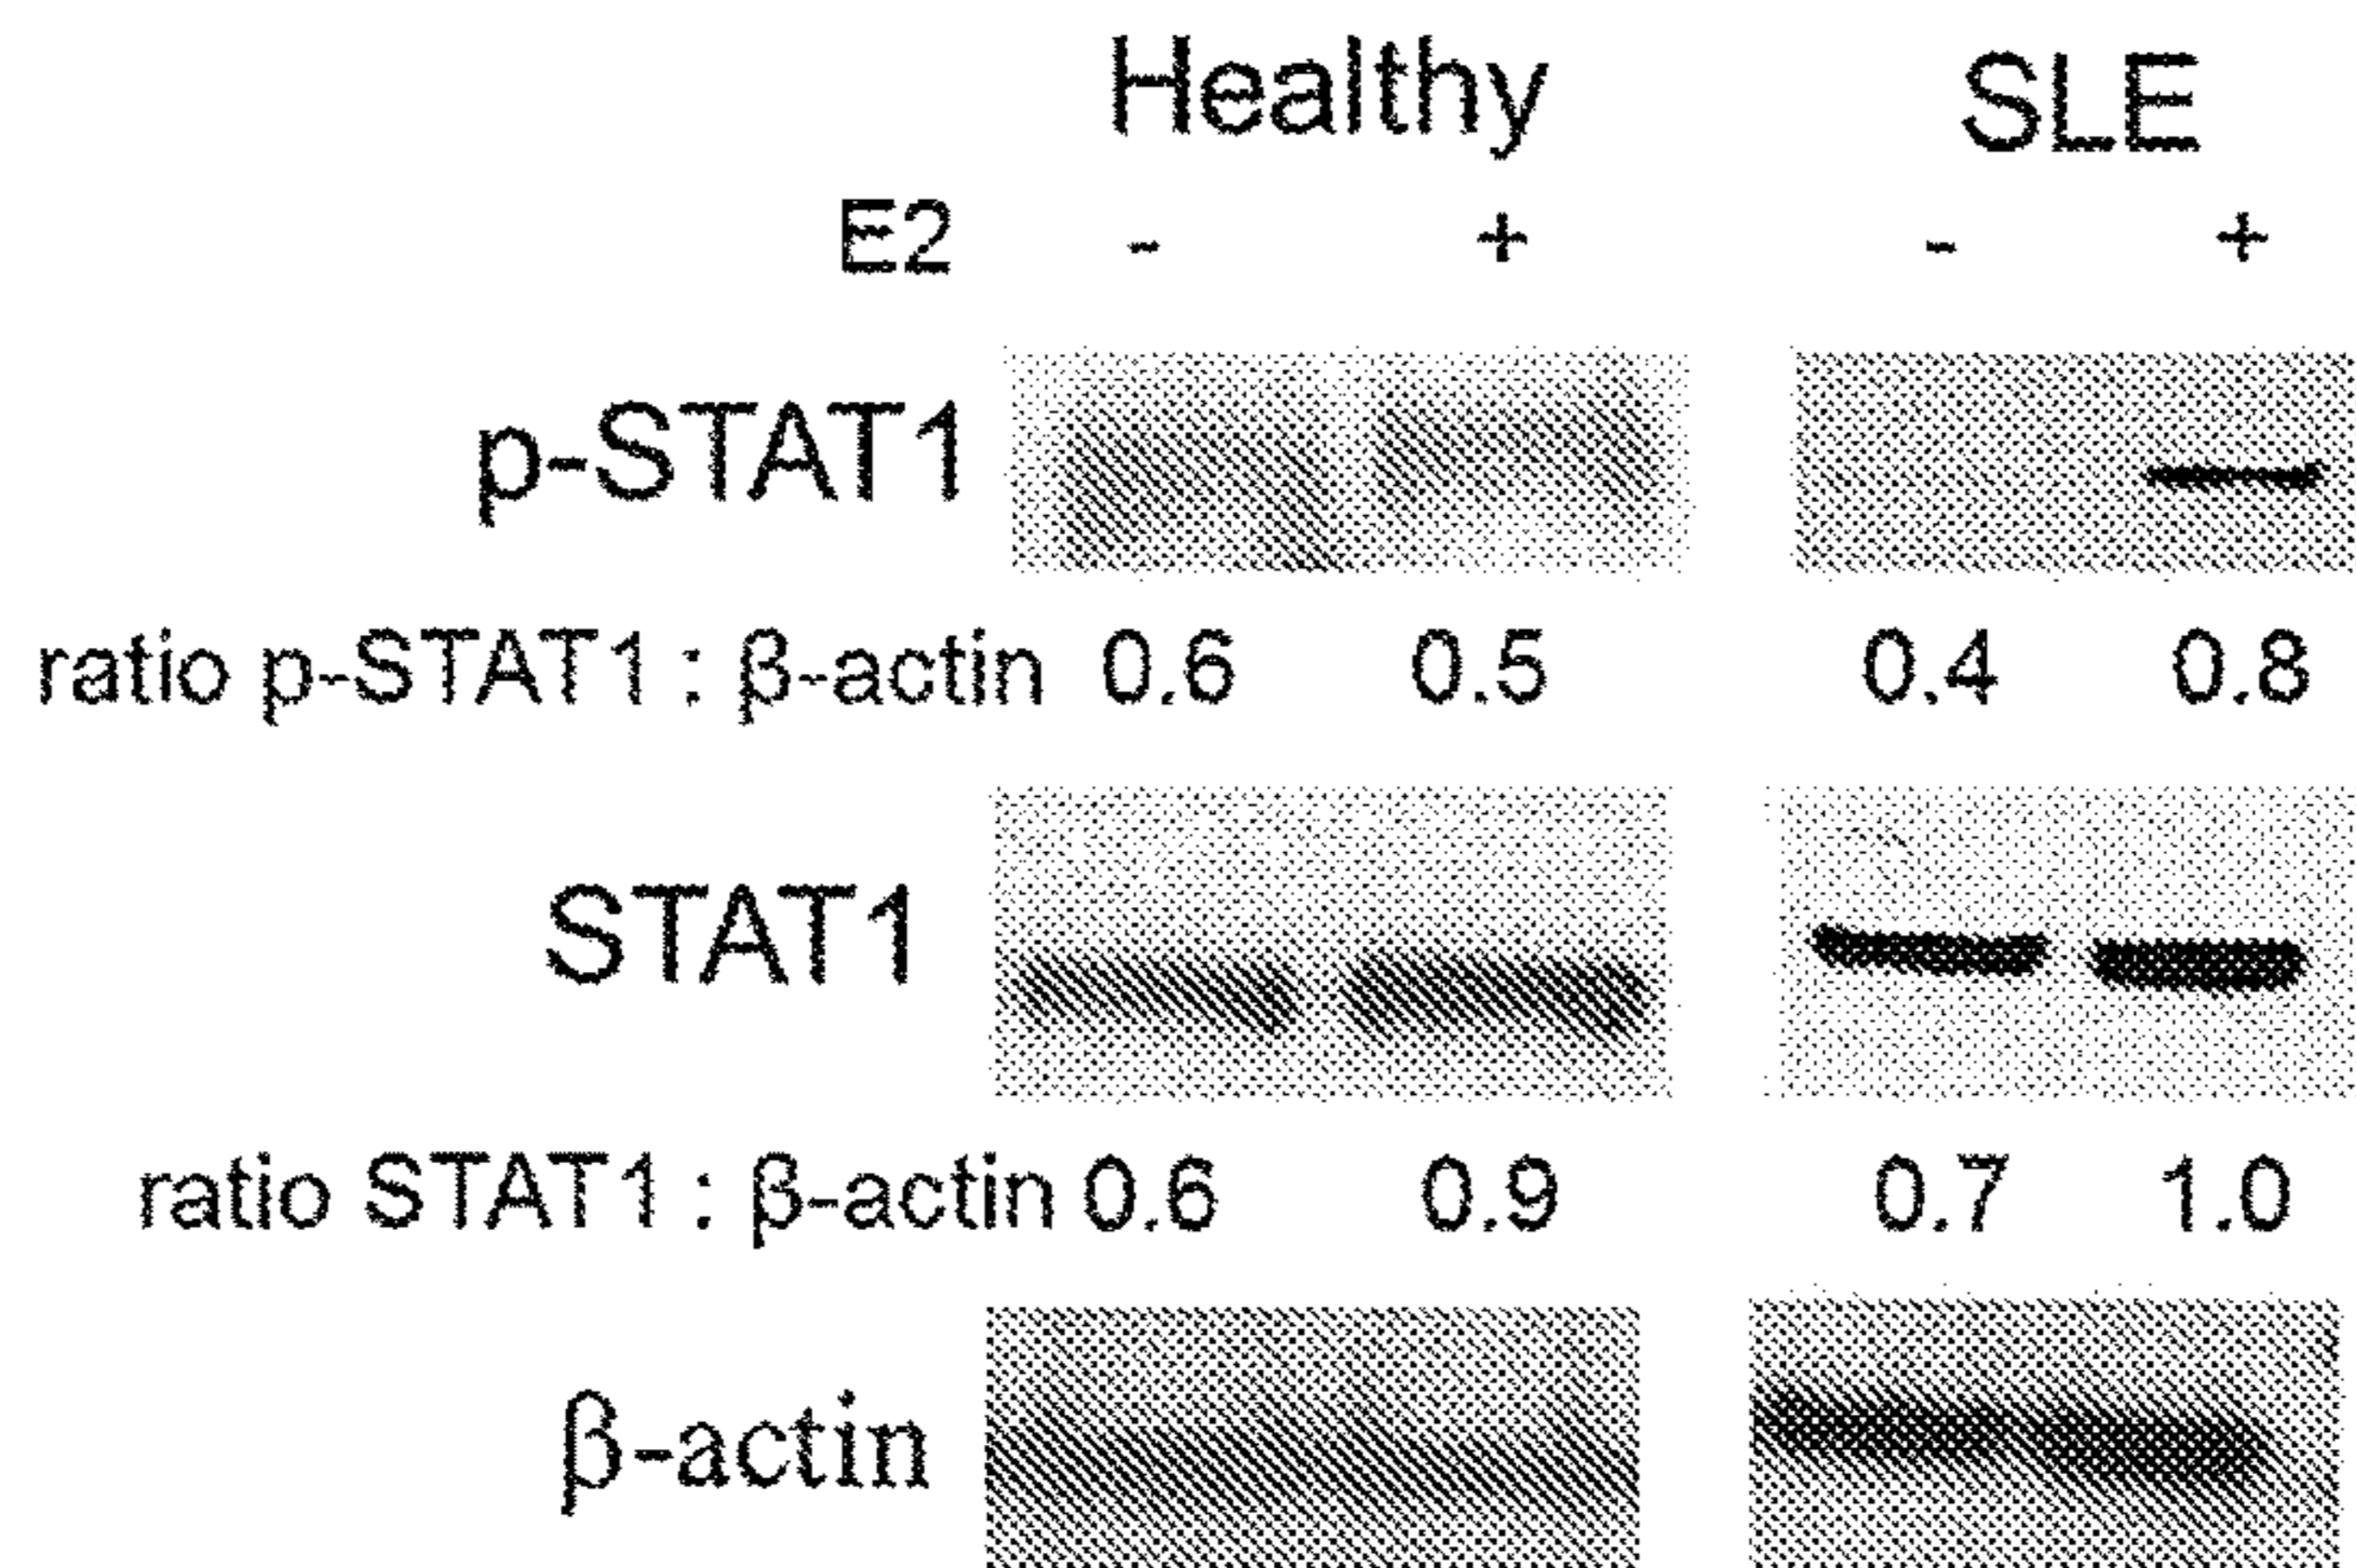 Healthy SLE
E2 - + - +
p-STAT1
ratio p-STAT1 : β-actin 0.6 0.5 0.4 0.8
STAT1
ratio STAT1 : β-actin 0.6 0.9 0.7 1.0
β-actin